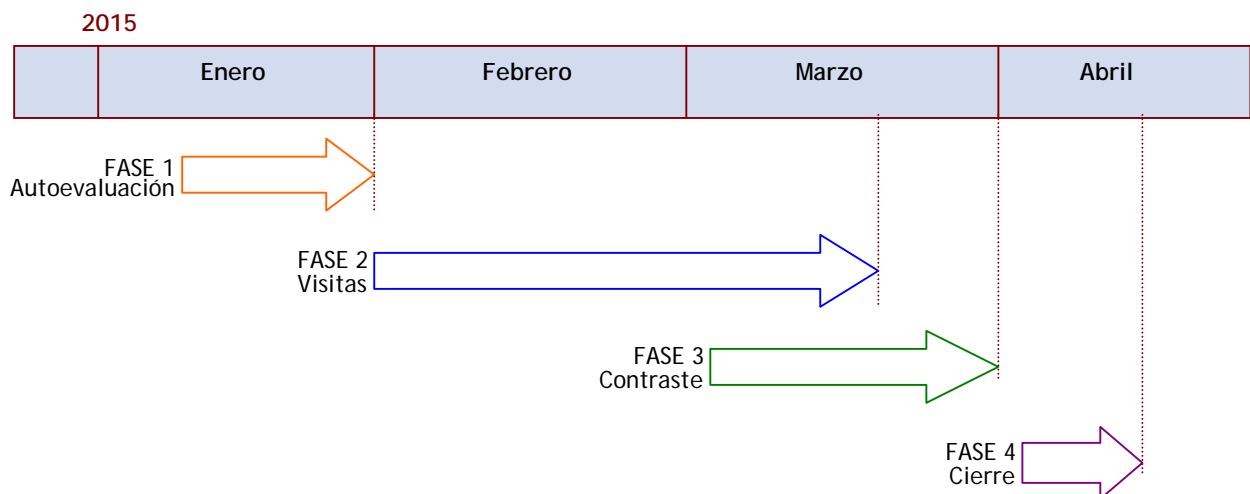 2015
Enero
Febrero
Marzo
Abril
FASE 1
Autoevaluación
FASE 2
Visitas
FASE 3
Contraste
FASE 4
Cierre